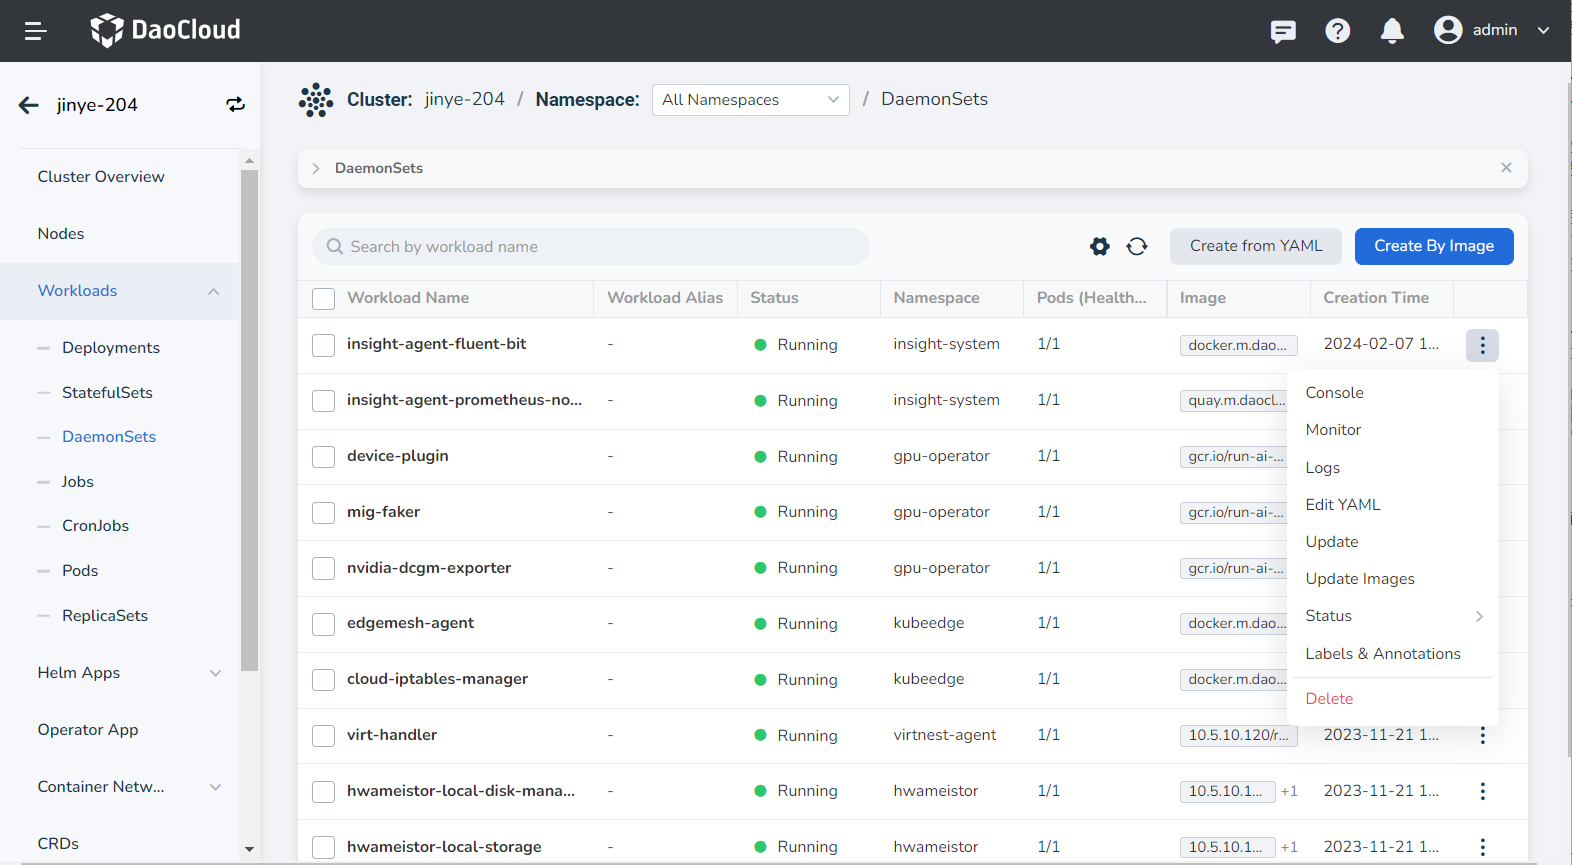 DaoCloud
admin
jinye-204
Cluster: jinye-204 / Namespace: All Namespaces / DaemonSets
Cluster Overview
Nodes
Workloads
Deployments
StatefulSets
DaemonSets
Jobs
CronJobs
Pods
ReplicaSets
Helm Apps
Operator App
Container Netw...
CRDs
DaemonSets
Search by workload name
Create from YAML
Create By Image
Workload Name Workload Alias Status Namespace Pods (Health... Image Creation Time
insight-agent-fluent-bit - Running insight-system 1/1 docker.m.dao... 2024-02-07 1...
insight-agent-prometheus-no... - Running insight-system 1/1 quay.m.daocl...
device-plugin - Running gpu-operator 1/1 gcr.io/run-ai-...
mig-faker - Running gpu-operator 1/1 gcr.io/run-ai-...
nvidia-dcgm-exporter - Running gpu-operator 1/1 gcr.io/run-ai-...
edgemesh-agent - Running kubeedge 1/1 docker.m.dao...
cloud-iptables-manager - Running kubeedge 1/1 docker.m.dao...
virt-handler - Running virtnest-agent 1/1 10.5.10.120/r... 2023-11-21 1...
hwameistor-local-disk-mana... - Running hwameistor 1/1 10.5.10.1... +1 2023-11-21 1...
hwameistor-local-storage - Running hwameistor 1/1 10.5.10.1... +1 2023-11-21 1...
Console
Monitor
Logs
Edit YAML
Update
Update Images
Status
Labels & Annotations
Delete